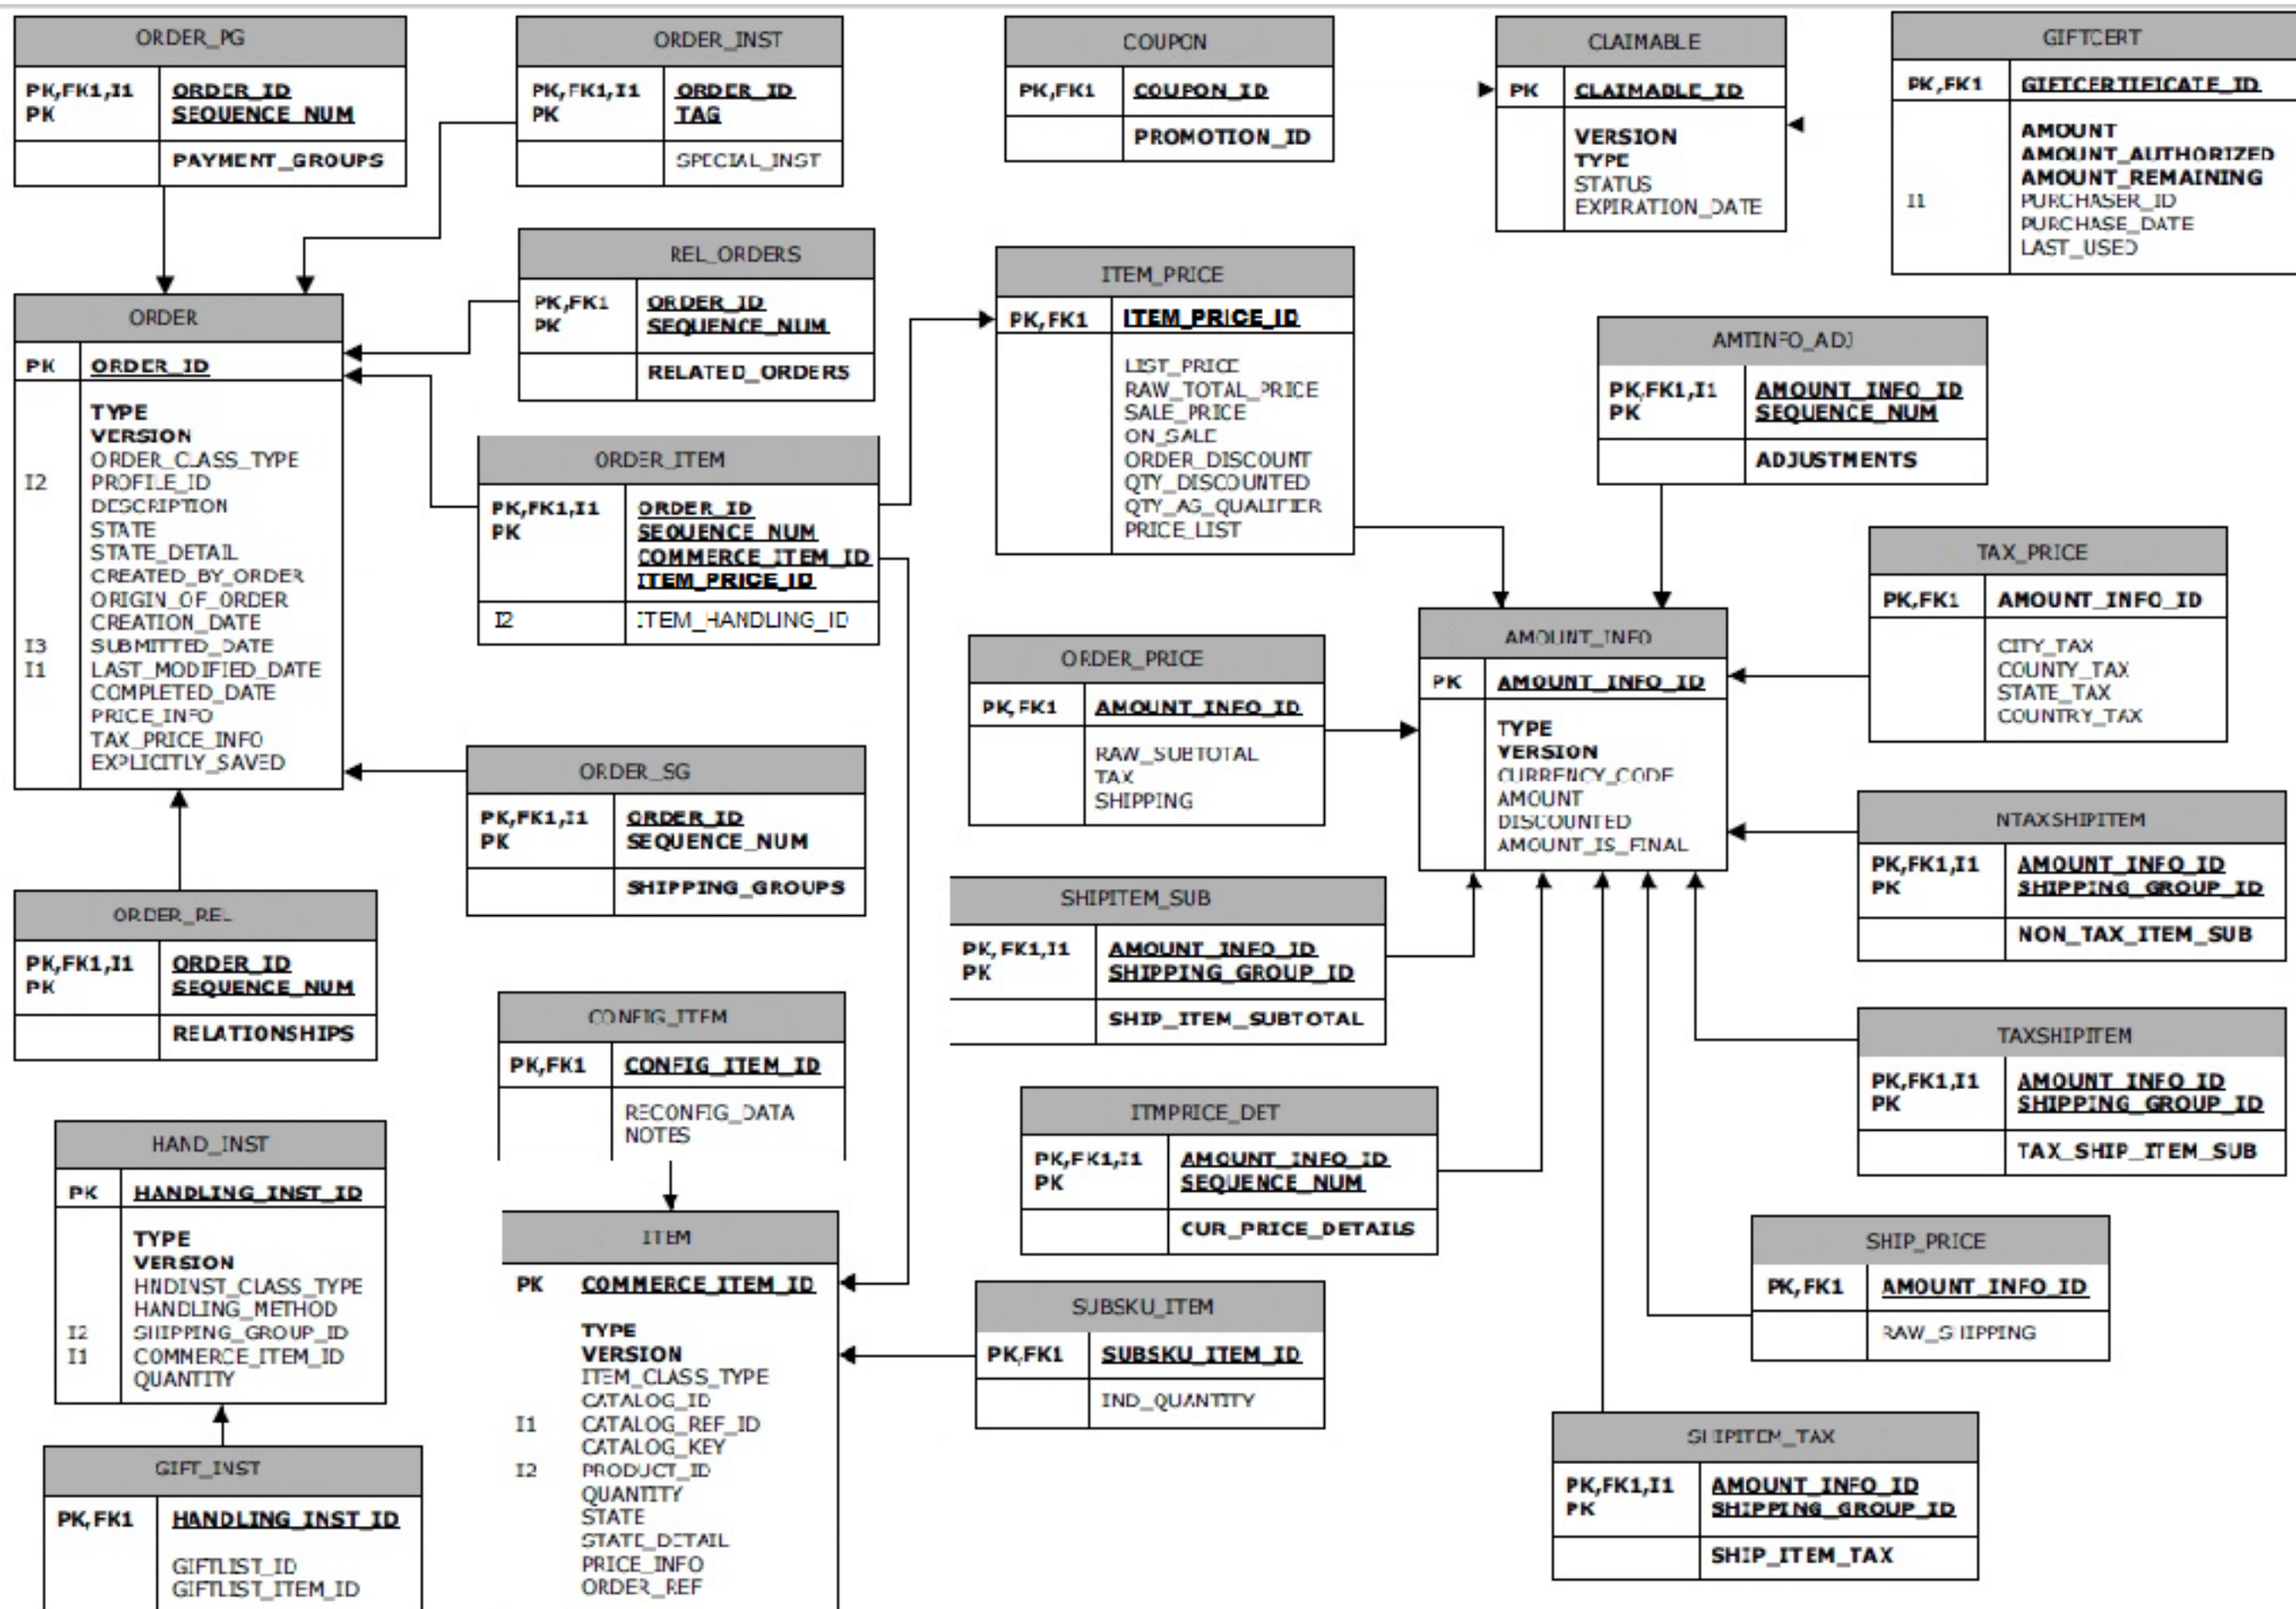 ORDER_PG
PK,FK1,I1 ORDER_ID
PK SEQUENCE_NUM
PAYMENT_GROUPS
ORDER_INST
PK,FK1,I1 ORDER_ID
PK TAG
SPECIAL_INST
COUPON
PK,FK1 COUPON_ID
PROMOTION_ID
CLAIMABLE
PK CLAIMABLE_ID
VERSION
TYPE
STATUS
EXPIRATION_DATE
GIFTCERT
PK,FK1 GIFTCERTIFICATE_ID
AMOUNT
AMOUNT_AUTHORIZED
AMOUNT_REMAINING
I1 PURCHASER_ID
PURCHASE_DATE
LAST_USED
ORDER
PK ORDER_ID
TYPE
VERSION
ORDER_CLASS_TYPE
I2 PROFILE_ID
DESCRIPTION
STATE
STATE_DETAIL
CREATED_BY_ORDER
ORIGIN_OF_ORDER
CREATION_DATE
I3 SUBMITTED_DATE
I1 LAST_MODIFIED_DATE
COMPLETED_DATE
PRICE_INFO
TAX_PRICE_INFO
EXPLICITLY_SAVED
REL_ORDERS
PK,FK1 ORDER_ID
PK SEQUENCE_NUM
RELATED_ORDERS
ORDER_ITEM
PK,FK1,I1 ORDER_ID
PK SEQUENCE_NUM
COMMERCE_ITEM_ID
ITEM_PRICE_ID
I2 ITEM_HANDLING_ID
ITEM_PRICE
PK,FK1 ITEM_PRICE_ID
LIST_PRICE
RAW_TOTAL_PRICE
SALE_PRICE
ON_SALE
ORDER_DISCOUNT
QTY_DISCOUNTED
QTY_AS_QUALIFIER
PRICE_LIST
AMTINFO_ADJ
PK,FK1,I1 AMOUNT_INFO_ID
PK SEQUENCE_NUM
ADJUSTMENTS
TAX_PRICE
PK,FK1 AMOUNT_INFO_ID
CITY_TAX
COUNTY_TAX
STATE_TAX
COUNTRY_TAX
ORDER_PRICE
PK,FK1 AMOUNT_INFO_ID
RAW_SUBTOTAL
TAX
SHIPPING
AMOUNT_INFO
PK AMOUNT_INFO_ID
TYPE
VERSION
CURRENCY_CODE
AMOUNT
DISCOUNTED
AMOUNT_IS_FINAL
ORDER_SG
PK,FK1,I1 ORDER_ID
PK SEQUENCE_NUM
SHIPPING_GROUPS
NTAXSHIPITEM
PK,FK1,I1 AMOUNT_INFO_ID
PK SHIPPING_GROUP_ID
NON_TAX_ITEM_SUB
ORDER_REL
PK,FK1,I1 ORDER_ID
PK SEQUENCE_NUM
RELATIONSHIPS
SHIPITEM_SUB
PK,FK1,I1 AMOUNT_INFO_ID
PK SHIPPING_GROUP_ID
SHIP_ITEM_SUBTOTAL
CONFIG_ITEM
PK,FK1 CONFIG_ITEM_ID
RECONFIG_DATA
NOTES
TAXSHIPITEM
PK,FK1,I1 AMOUNT_INFO_ID
PK SHIPPING_GROUP_ID
TAX_SHIP_ITEM_SUB
HAND_INST
PK HANDLING_INST_ID
TYPE
VERSION
HNDINST_CLASS_TYPE
HANDLING_METHOD
I2 SHIPPING_GROUP_ID
I1 COMMERCE_ITEM_ID
QUANTITY
ITMPRICE_DET
PK,FK1,I1 AMOUNT_INFO_ID
PK SEQUENCE_NUM
CUR_PRICE_DETAILS
ITEM
PK COMMERCE_ITEM_ID
TYPE
VERSION
ITEM_CLASS_TYPE
CATALOG_ID
I1 CATALOG_REF_ID
CATALOG_KEY
I2 PRODUCT_ID
QUANTITY
STATE
STATE_DETAIL
PRICE_INFO
ORDER_REF
SUBSKU_ITEM
PK,FK1 SUBSKU_ITEM_ID
IND_QUANTITY
SHIP_PRICE
PK,FK1 AMOUNT_INFO_ID
RAW_SHIPPING
GIFT_INST
PK,FK1 HANDLING_INST_ID
GIFTLIST_ID
GIFTLIST_ITEM_ID
SHIPITEM_TAX
PK,FK1,I1 AMOUNT_INFO_ID
PK SHIPPING_GROUP_ID
SHIP_ITEM_TAX